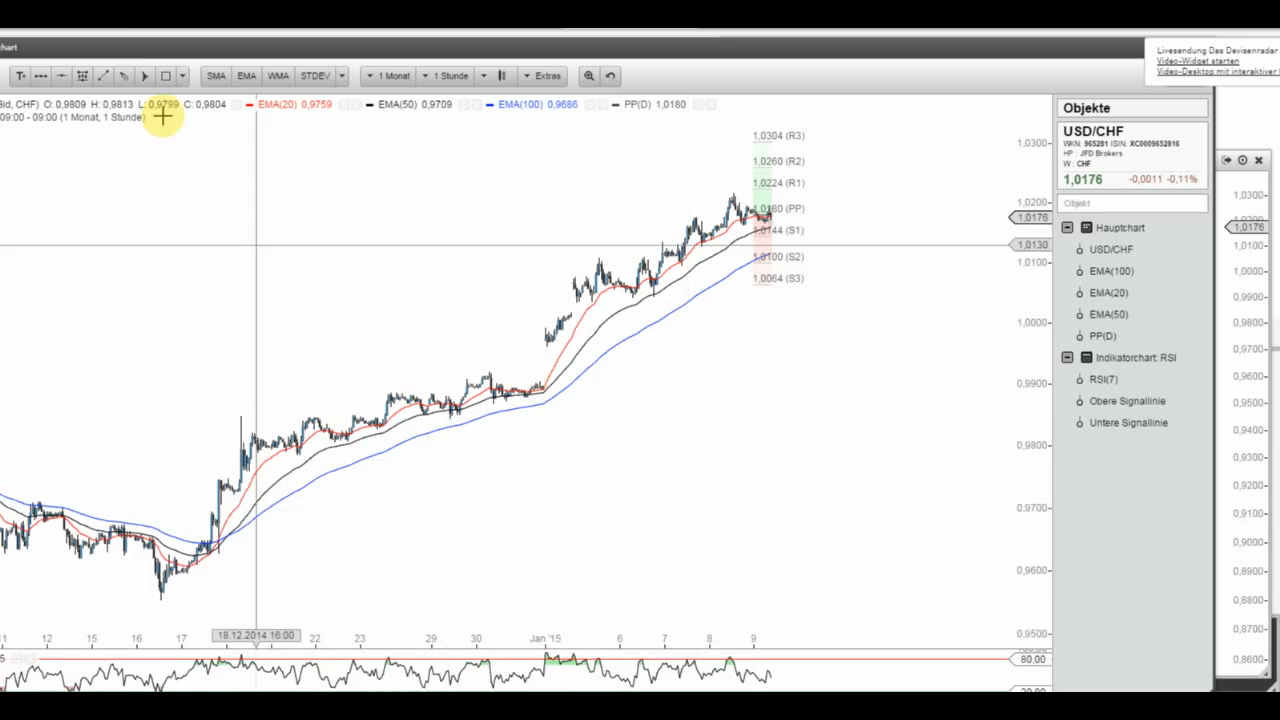 chart
Livesendung Das Devisenradar
Video-Widget starten
Video-Desktop mit interaktiver
T+ SMA EMA WMA STDEV 1 Monat 1 Stunde Extras
Bid, CHF) O: 0,9809 H: 0,9813 L: 0,9799 C: 0,9804 EMA(20) 0,9759 EMA(50) 0,9709 EMA(100) 0,9686 PP(D) 1,0180
09:00 - 09:00 (1 Monat, 1 Stunde)
1,0304 (R3)
1,0260 (R2)
1,0224 (R1)
1,0180 (PP)
1,0144 (S1)
1,0100 (S2)
1,0064 (S3)
1,0300
1,0200
1,0176
1,0130
1,0100
1,0000
0,9900
0,9800
0,9700
0,9600
0,9500
11 12 15 16 17 18.12.2014 16:00 22 23 29 30 Jan '15 6 7 8 9
80,00
Objekte
USD/CHF
WKN: 965281 ISIN: XC0009652816
HP : JFD Brokers
W : CHF
1,0176 -0,0011 -0,11%
Objekt
Hauptchart
USD/CHF
EMA(100)
EMA(20)
EMA(50)
PP(D)
Indikatorchart: RSI
RSI(7)
Obere Signallinie
Untere Signallinie
1,0300
1,0176
1,0100
1,0000
0,9900
0,9800
0,9700
0,9600
0,9500
0,9400
0,9300
0,9200
0,9100
0,9000
0,8900
0,8800
0,8700
0,8600